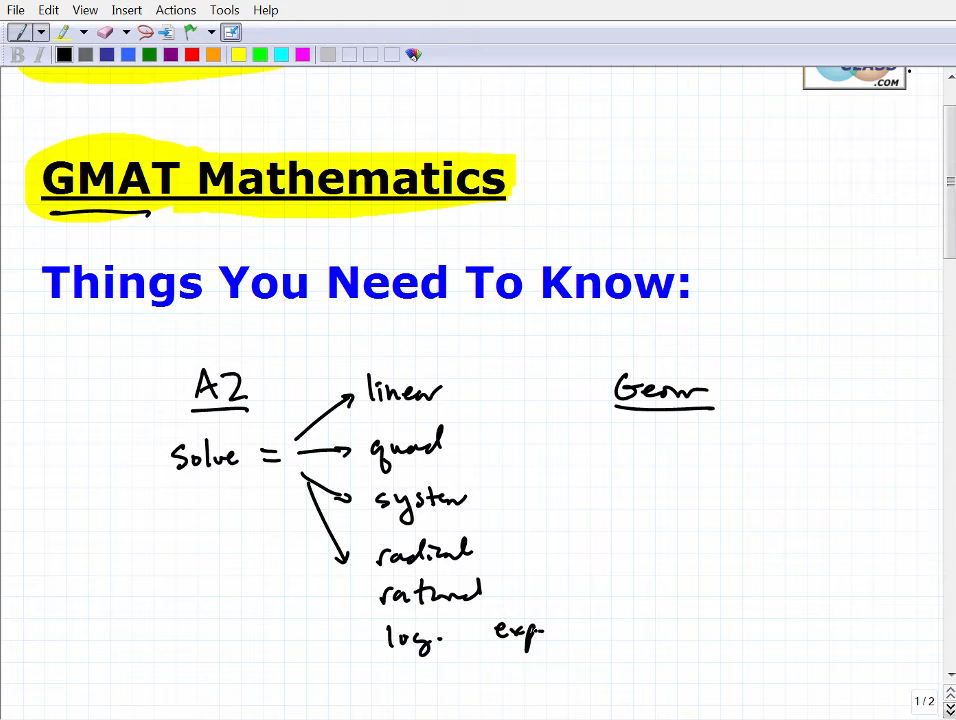 File Edit View Insert Actions Tools Help
B I
.COM
GMAT Mathematics
Things You Need To Know:
A2
Geom
linear
solve =
quad
system
radical
rational
log. exp
1 / 2